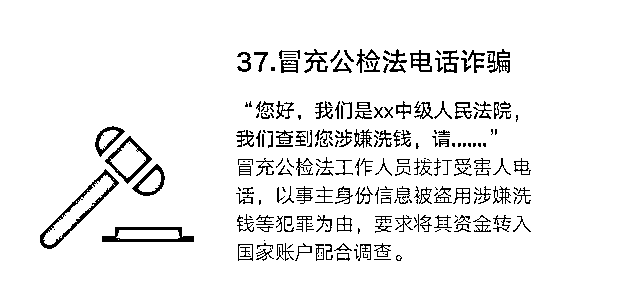 37.冒充公检法电话诈骗
“您好，我们是xx中级人民法院，
我们查到您涉嫌洗钱，请.......”
冒充公检法工作人员拨打受害人电
话，以事主身份信息被盗用涉嫌洗
钱等犯罪为由，要求将其资金转入
国家账户配合调查。